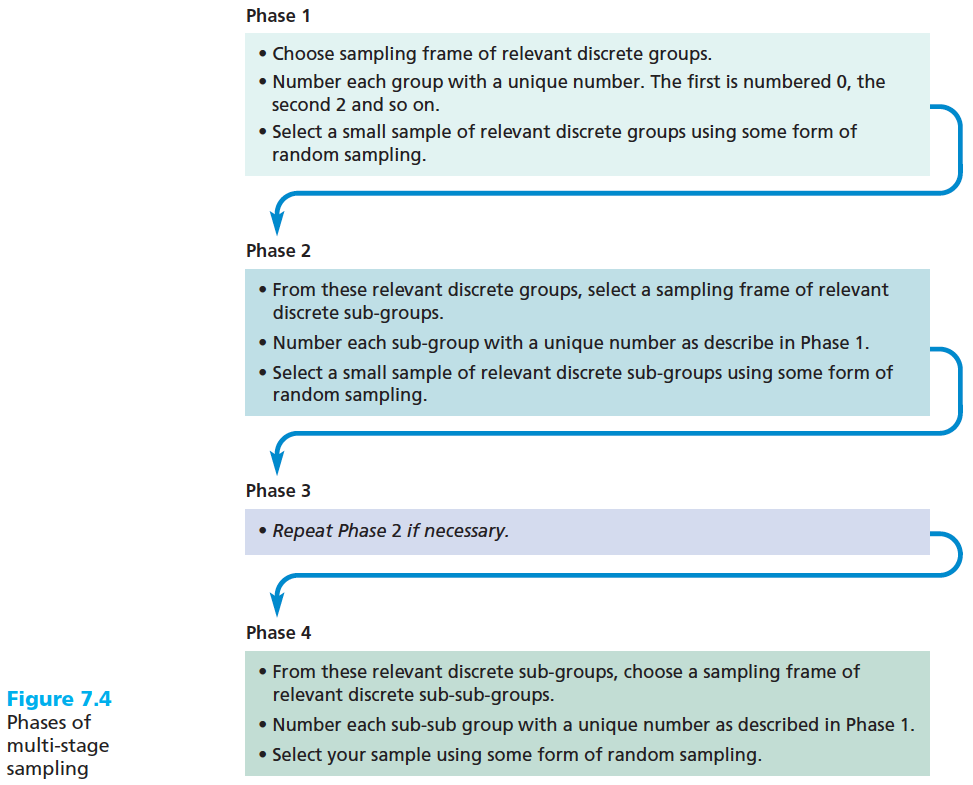 Phase 1
• Choose sampling frame of relevant discrete groups.
• Number each group with a unique number. The first is numbered 0, the
second 2 and so on.
• Select a small sample of relevant discrete groups using some form of
random sampling.
Phase 2
• From these relevant discrete groups, select a sampling frame of relevant
discrete sub-groups.
• Number each sub-group with a unique number as describe in Phase 1.
• Select a small sample of relevant discrete sub-groups using some form of
random sampling.
Phase 3
• Repeat Phase 2 if necessary.
Phase 4
• From these relevant discrete sub-groups, choose a sampling frame of
relevant discrete sub-sub-groups.
• Number each sub-sub group with a unique number as described in Phase 1.
• Select your sample using some form of random sampling.
Figure 7.4
Phases of
multi-stage
sampling